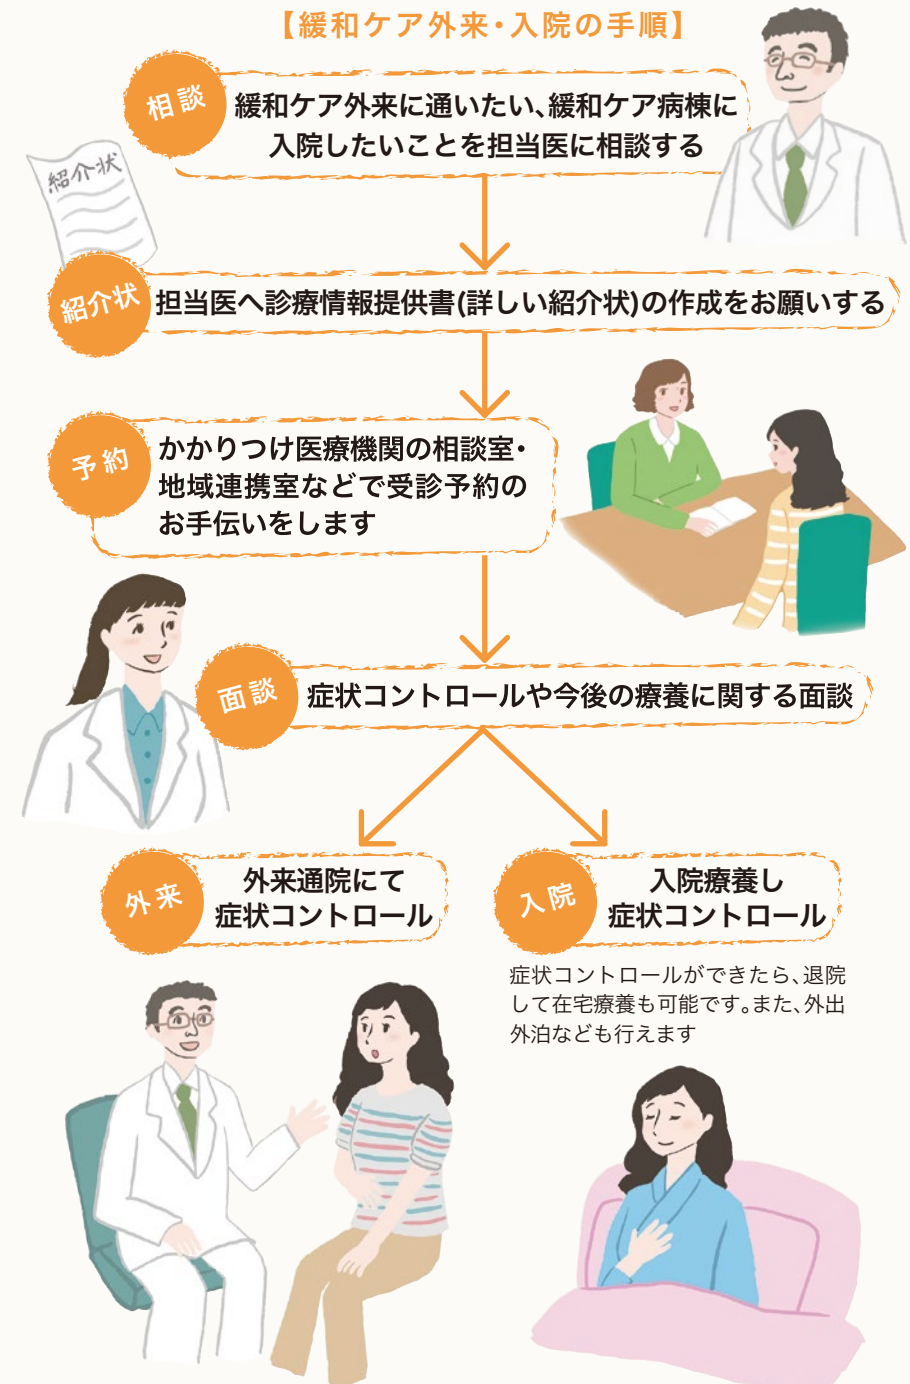 【緩和ケア外来・入院の手順】
相談
緩和ケア外来に通いたい、緩和ケア病棟に
入院したいことを担当医に相談する
紹介状
紹介状
担当医へ診療情報提供書(詳しい紹介状)の作成をお願いする
予約
かかりつけ医療機関の相談室・
地域連携室などで受診予約の
お手伝いをします
面談
症状コントロールや今後の療養に関する面談
外来
外来通院にて
症状コントロール
入院
入院療養し
症状コントロール
症状コントロールができたら、退院
して在宅療養も可能です。また、外出
外泊なども行えます